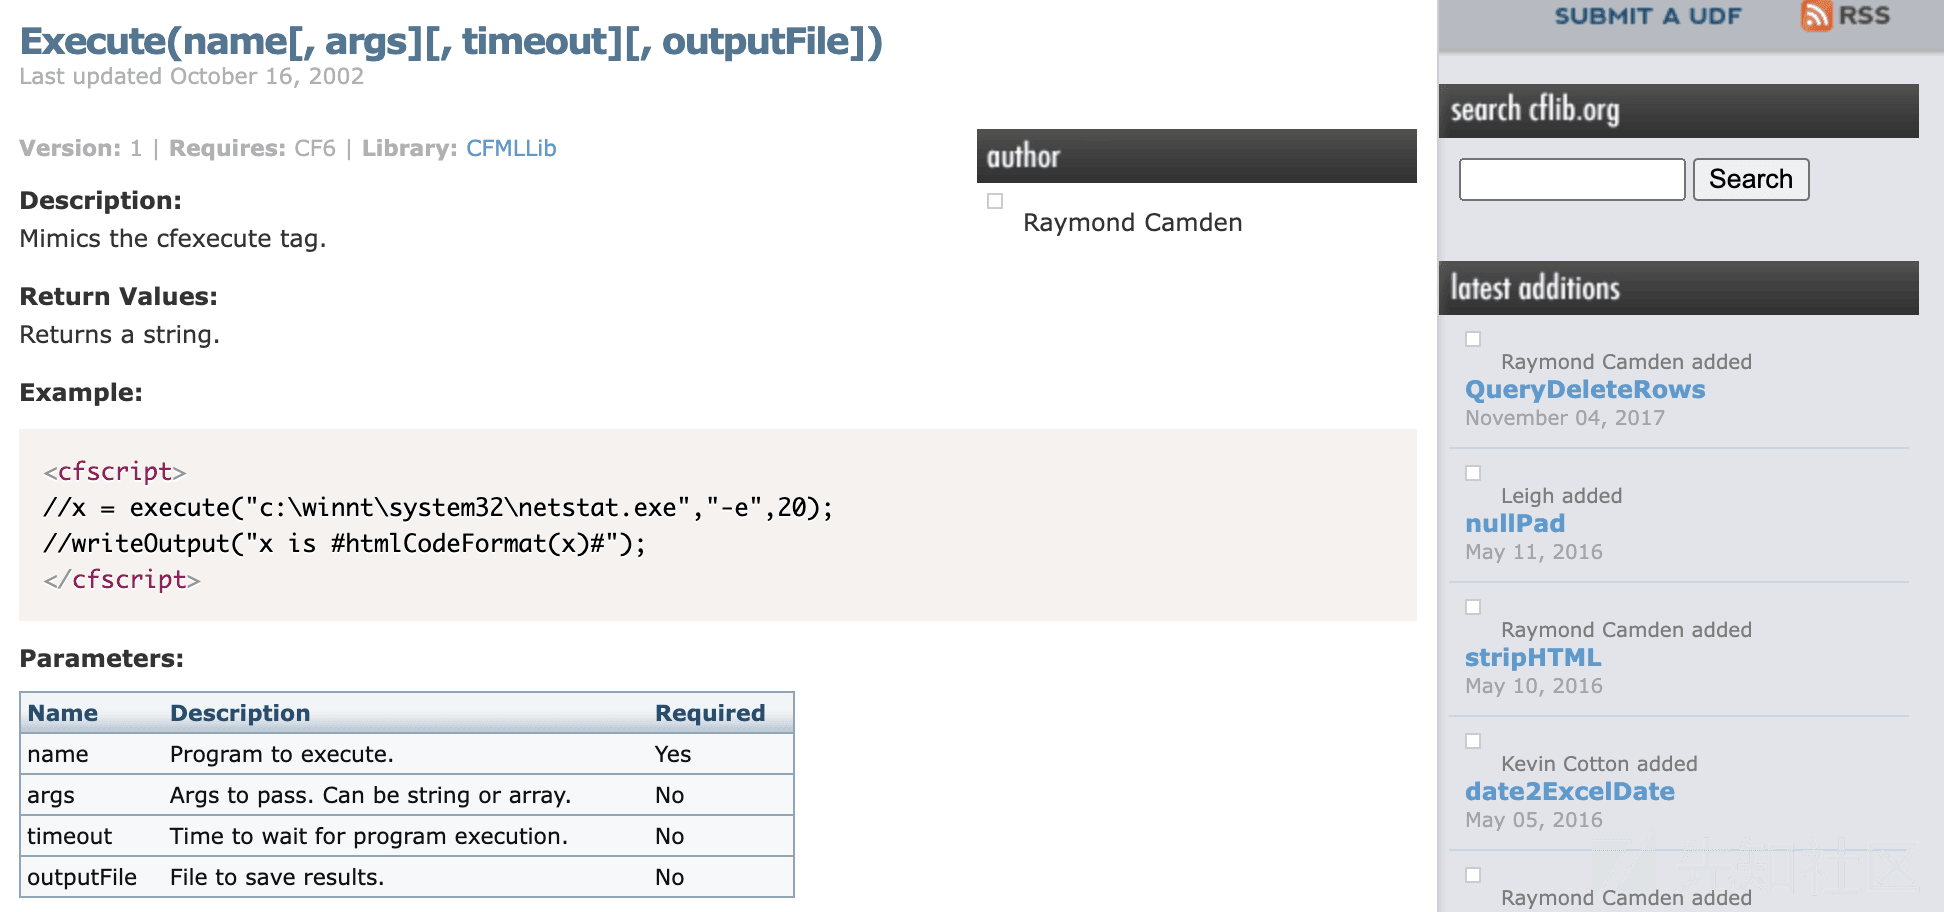 Execute(name[, args][, timeout][, outputFile])
Last updated October 16, 2002
Version: 1 | Requires: CF6 | Library: CFMLLib
Description:
Mimics the cfexecute tag.
Return Values:
Returns a string.
Example:
<cfscript>
//x = execute("c:\winnt\system32\netstat.exe","-e",20);
//writeOutput("x is #htmlCodeFormat(x)#");
</cfscript>
Parameters:
Name Description Required
name Program to execute. Yes
args Args to pass. Can be string or array. No
timeout Time to wait for program execution. No
outputFile File to save results. No
author
Raymond Camden
SUBMIT A UDF RSS
search cflib.org
Search
latest additions
Raymond Camden added
QueryDeleteRows
November 04, 2017
Leigh added
nullPad
May 11, 2016
Raymond Camden added
stripHTML
May 10, 2016
Kevin Cotton added
date2ExcelDate
May 05, 2016
Raymond Camden added
先知社区